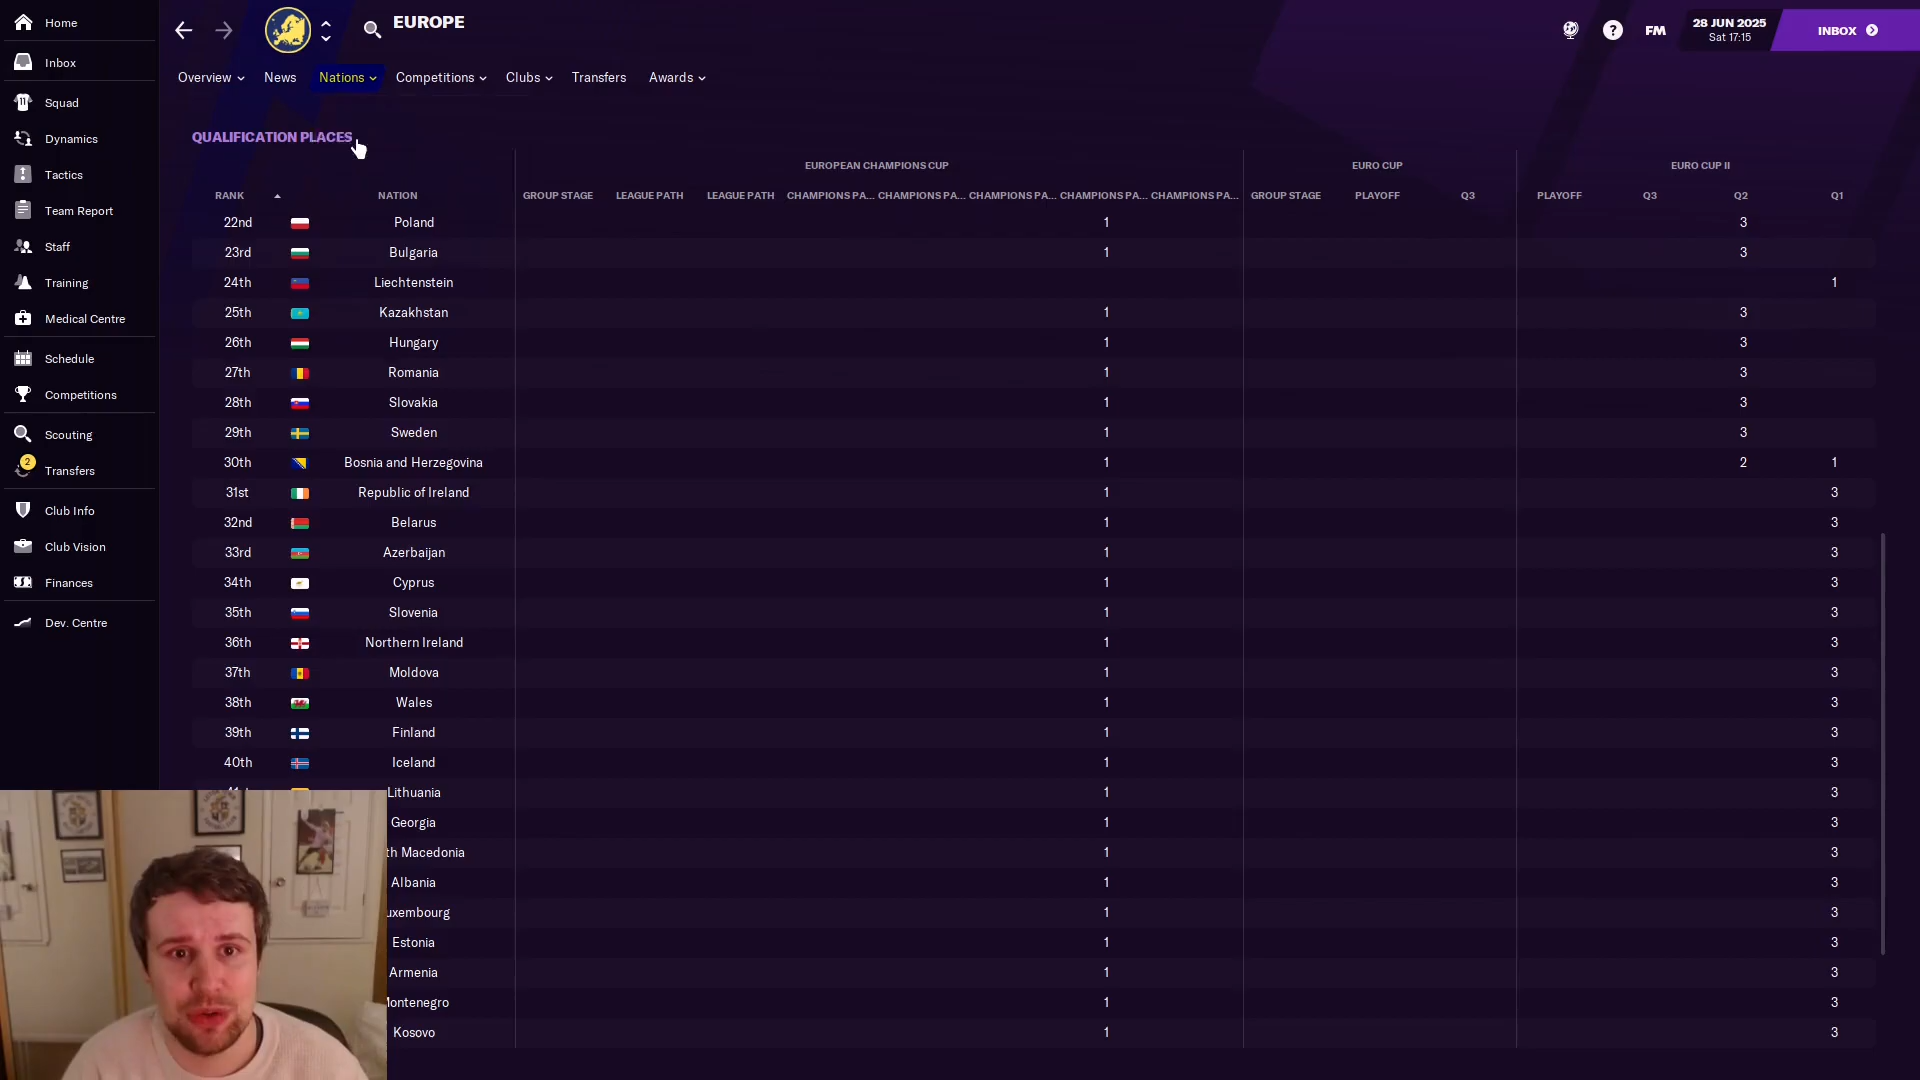 Home
Inbox
Squad
Dynamics
Tactics
Team Report
Staff
Training
Medical Centre
Schedule
Competitions
Scouting
2
Transfers
Club Info
Club Vision
Finances
Dev. Centre
EUROPE
? FM 28 JUN 2025
Sat 17:15
INBOX
Overview News Nations Competitions Clubs Transfers Awards
QUALIFICATION PLACES
EUROPEAN CHAMPIONS CUP EURO CUP EURO CUP II
RANK NATION GROUP STAGE LEAGUE PATH LEAGUE PATH CHAMPIONS PA... CHAMPIONS PA... CHAMPIONS PA... CHAMPIONS PA... CHAMPIONS PA... GROUP STAGE PLAYOFF Q3 PLAYOFF Q3 Q2 Q1
22nd Poland 1 3
23rd Bulgaria 1 3
24th Liechtenstein 1
25th Kazakhstan 1 3
26th Hungary 1 3
27th Romania 1 3
28th Slovakia 1 3
29th Sweden 1 3
30th Bosnia and Herzegovina 1 2 1
31st Republic of Ireland 1 3
32nd Belarus 1 3
33rd Azerbaijan 1 3
34th Cyprus 1 3
35th Slovenia 1 3
36th Northern Ireland 1 3
37th Moldova 1 3
38th Wales 1 3
39th Finland 1 3
40th Iceland 1 3
Lithuania 1 3
Georgia 1 3
th Macedonia 1 3
Albania 1 3
uxembourg 1 3
Estonia 1 3
Armenia 1 3
Montenegro 1 3
Kosovo 1 3